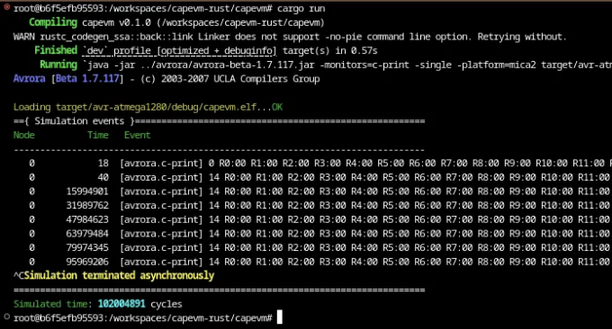 root@b6f5efb95593:/workspaces/capevm-rust/capevm# cargo run
Compiling capevm v0.1.0 (/workspaces/capevm-rust/capevm)
WARN rustc_codegen_ssa::back::link Linker does not support -no-pie command line option. Retrying without.
Finished `dev` profile [optimized + debuginfo] target(s) in 0.57s
Running `java -jar ../avrora/avrora-beta-1.7.117.jar -monitors=c-print -single -platform=mica2 target/avr-atm
Avrora [Beta 1.7.117] - (c) 2003-2007 UCLA Compilers Group
Loading target/avr-atmega1280/debug/capevm.elf...OK
=={ Simulation events }======================================================
Node Time Event
------------------------------------------------------------------------------
0 18 [avrora.c-print] 0 R0:00 R1:00 R2:00 R3:00 R4:00 R5:00 R6:00 R7:00 R8:00 R9:00 R10:00 R11:00 R
0 40 [avrora.c-print] 14 R0:00 R1:00 R2:00 R3:00 R4:00 R5:00 R6:00 R7:00 R8:00 R9:00 R10:00 R11:00
0 15994901 [avrora.c-print] 14 R0:00 R1:00 R2:00 R3:00 R4:00 R5:00 R6:00 R7:00 R8:00 R9:00 R10:00 R11:00
0 31989762 [avrora.c-print] 14 R0:00 R1:00 R2:00 R3:00 R4:00 R5:00 R6:00 R7:00 R8:00 R9:00 R10:00 R11:00
0 47984623 [avrora.c-print] 14 R0:00 R1:00 R2:00 R3:00 R4:00 R5:00 R6:00 R7:00 R8:00 R9:00 R10:00 R11:00
0 63979484 [avrora.c-print] 14 R0:00 R1:00 R2:00 R3:00 R4:00 R5:00 R6:00 R7:00 R8:00 R9:00 R10:00 R11:00
0 79974345 [avrora.c-print] 14 R0:00 R1:00 R2:00 R3:00 R4:00 R5:00 R6:00 R7:00 R8:00 R9:00 R10:00 R11:00
0 95969206 [avrora.c-print] 14 R0:00 R1:00 R2:00 R3:00 R4:00 R5:00 R6:00 R7:00 R8:00 R9:00 R10:00 R11:00
^CSimulation terminated asynchronously
==============================================================================
Simulated time: 102004891 cycles
root@b6f5efb95593:/workspaces/capevm-rust/capevm#